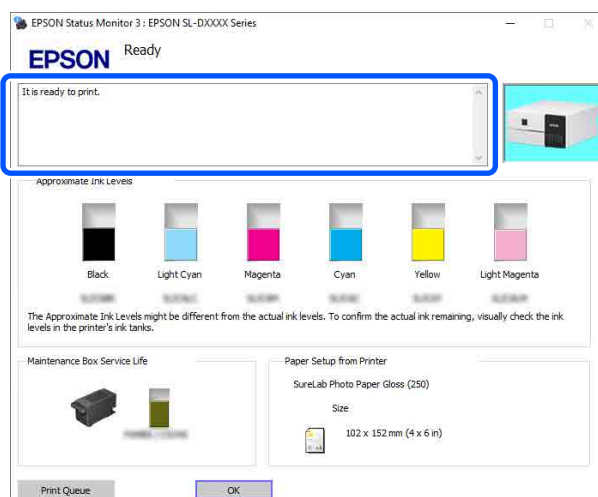 EPSON Status Monitor 3 : EPSON SL-DXXXX Series
EPSON
Ready
It is ready to print.
Approximate Ink Levels
Black Light Cyan Magenta Cyan Yellow Light Magenta
The Approximate Ink Levels might be different from the actual ink levels. To confirm the actual ink remaining, visually check the ink
levels in the printer's ink tanks.
Maintenance Box Service Life
Paper Setup from Printer
SureLab Photo Paper Gloss (250)
Size
102 x 152 mm (4 x 6 in)
Print Queue
OK